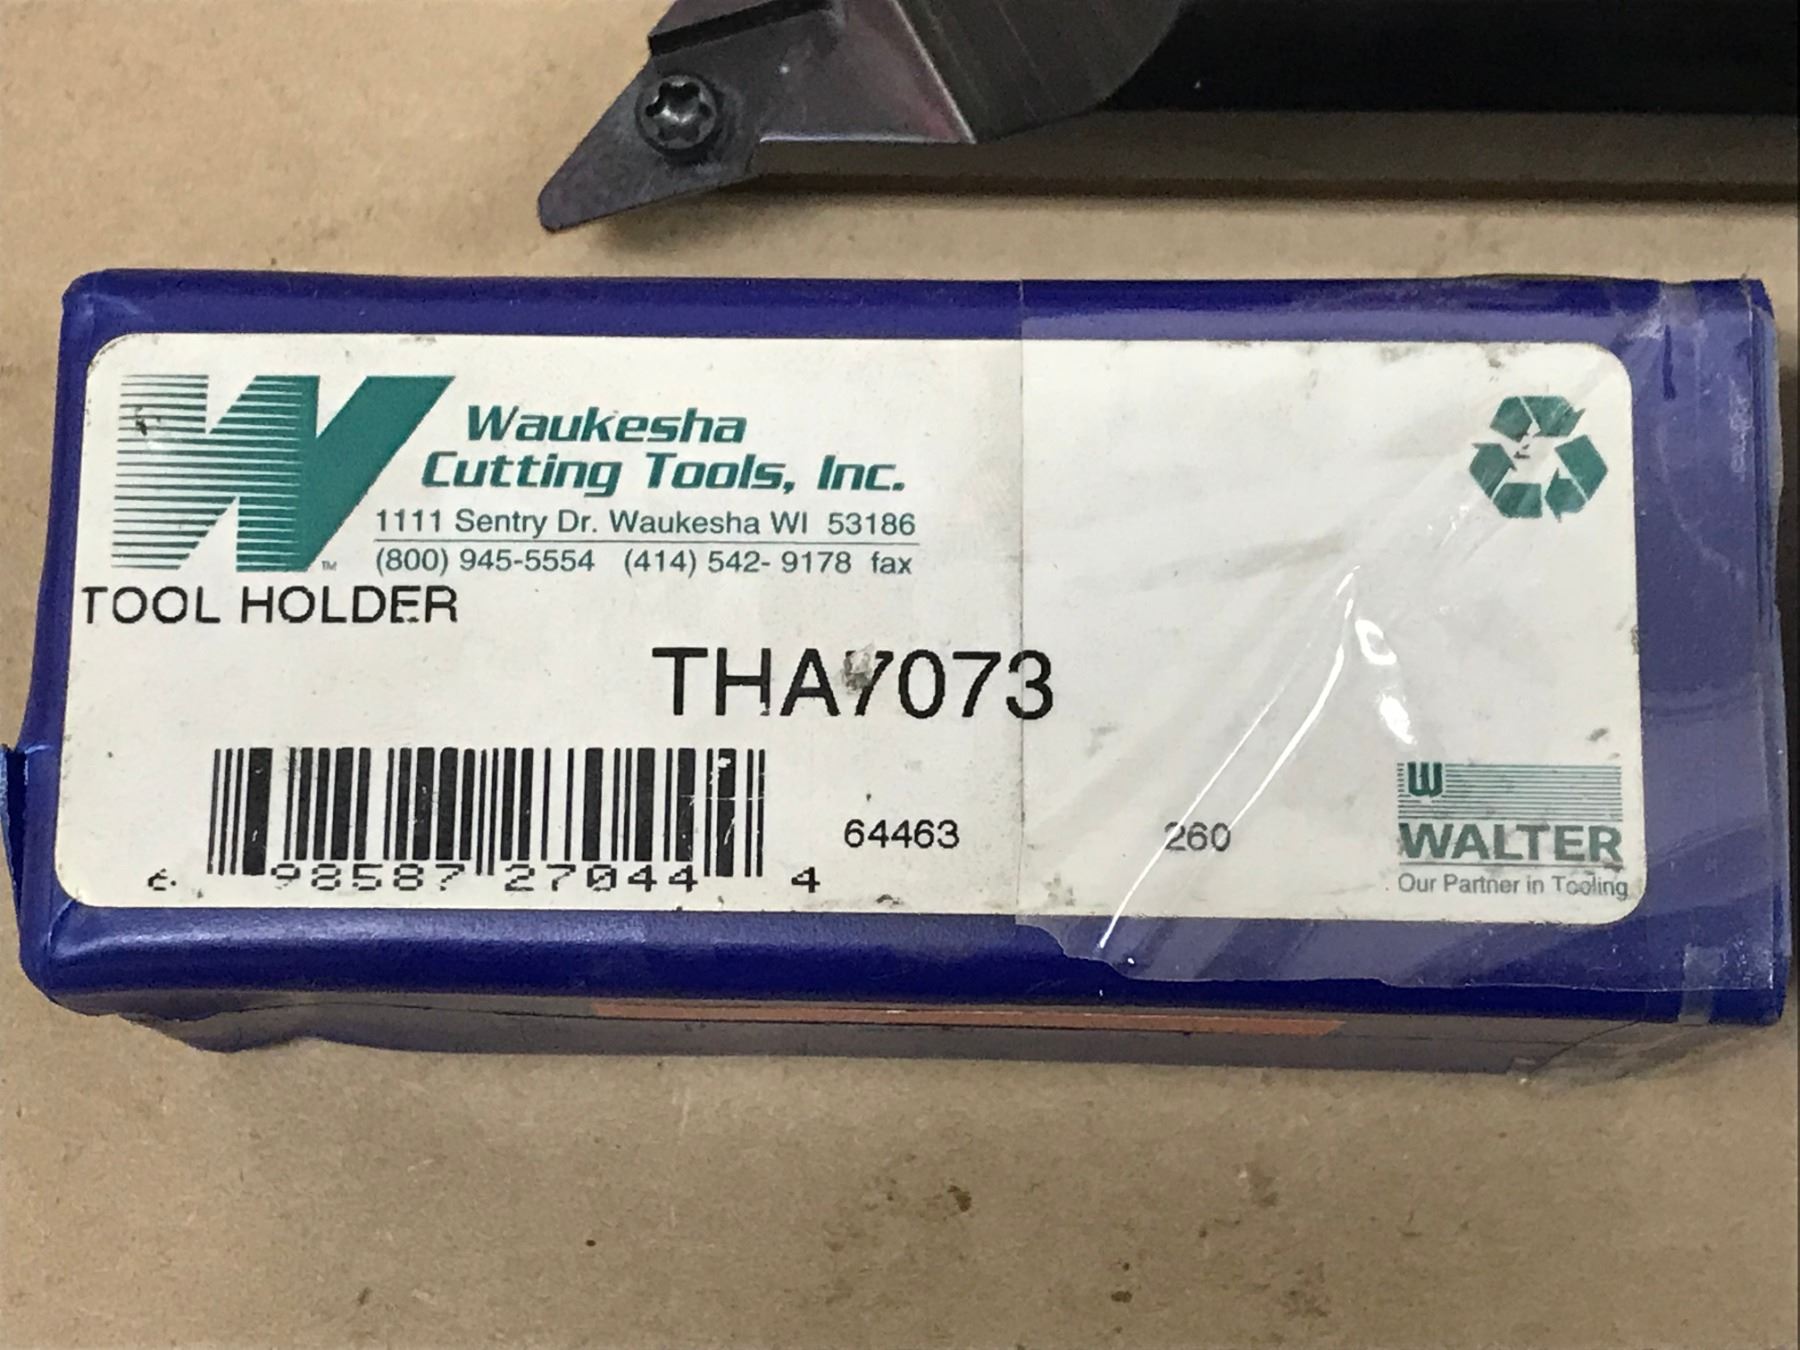 Waukesha
Cutting Tools, Inc.
1111 Sentry Dr. Waukesha WI 53186
(800) 945-5554 (414) 542- 9178 fax
TM
TOOL HOLDER
THA7073
98587 27044 4
64463
260
W
WALTER
Our Partner in Tooling